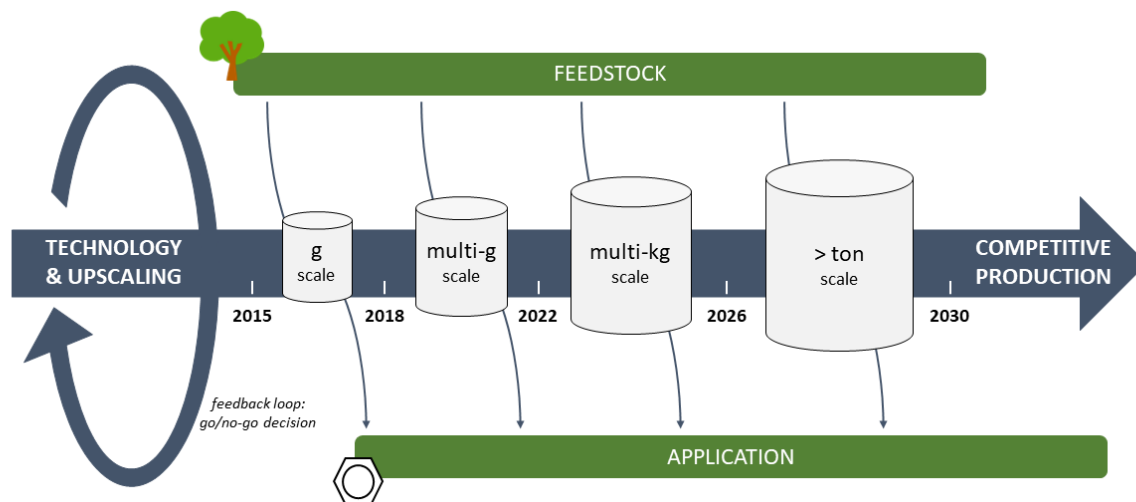 FEEDSTOCK
TECHNOLOGY
& UPSCALING
g
scale
multi-g
scale
multi-kg
scale
> ton
scale
COMPETITIVE
PRODUCTION
2015
2018
2022
2026
2030
feedback loop:
go/no-go decision
APPLICATION